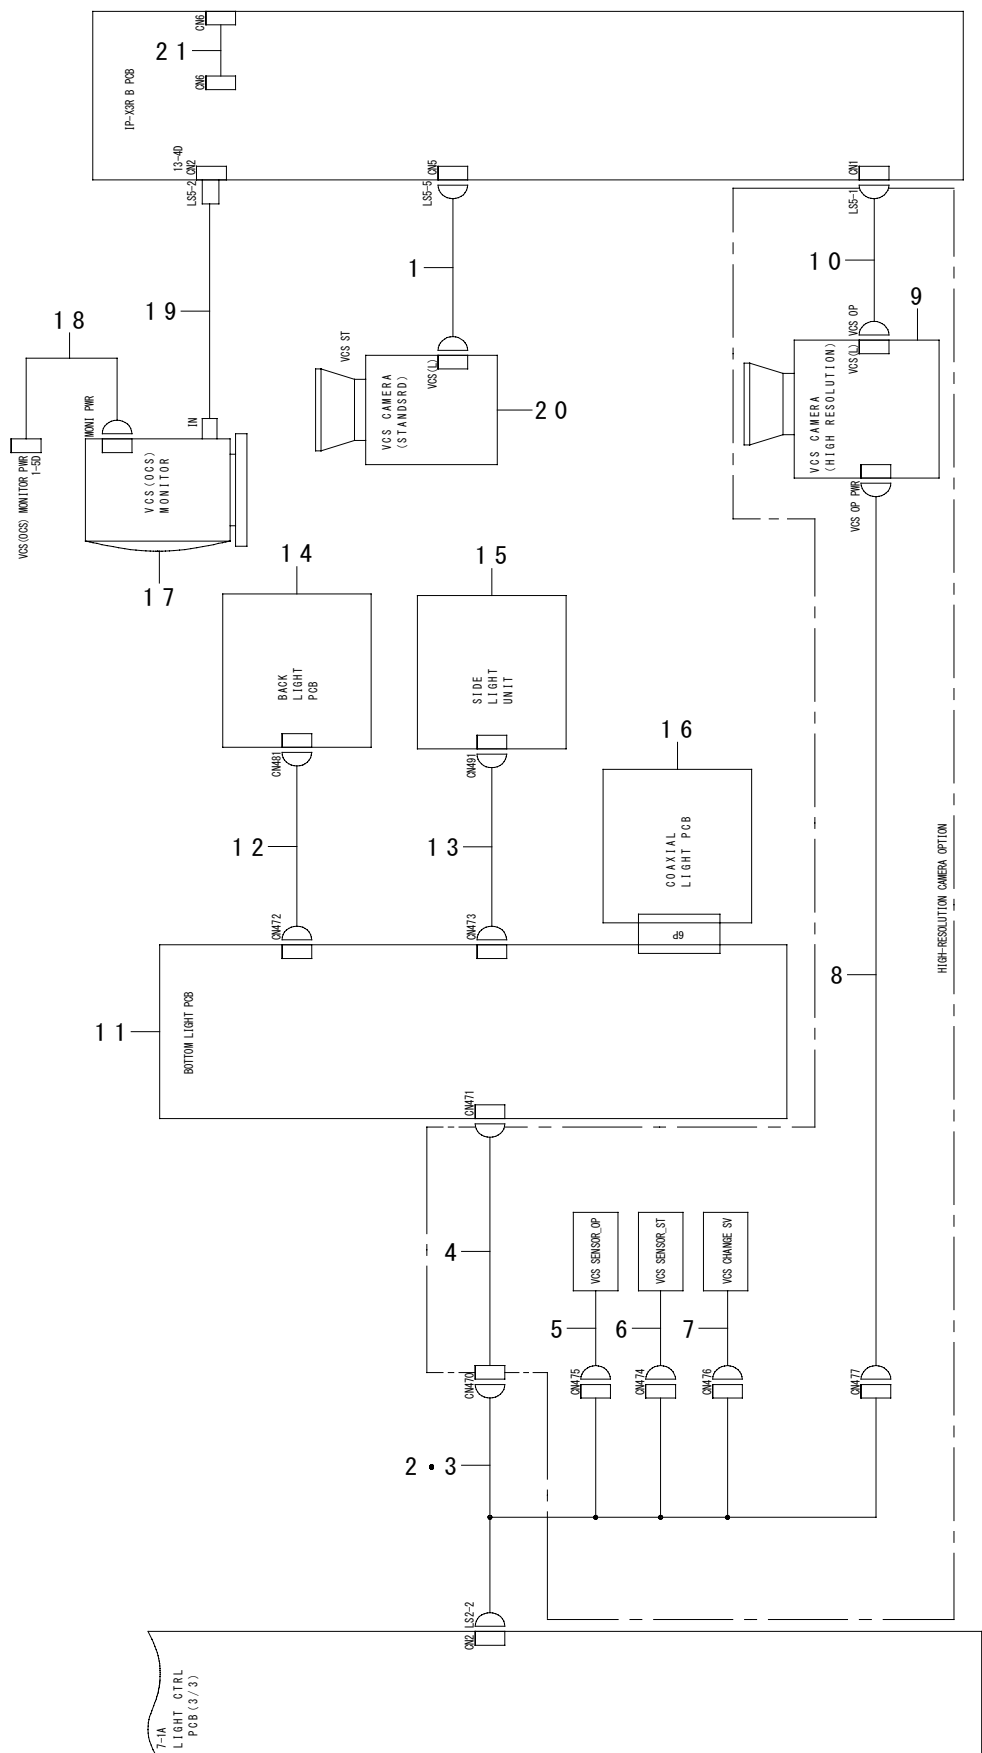 CN6
21
CN6
IP-X3R B PCB
13-4D
CN2
LS5-2
CN5
LS5-5
CN1
LS5-1
19
1
10
9
18
VCS OP
VCS(L)
VCS ST
VCS(L)
VCS CAMERA
(STANDSRD)
20
VCS CAMERA
(HIGH RESOLUTION)
VCS OP PWR
MONI PWR
IN
VCS(OCS) MONITOR PWR
1-5D
VCS(OCS)
MONITOR
17
14
15
BACK
LIGHT
PCB
SIDE
LIGHT
UNIT
16
CN481
CN491
12
13
COAXIAL
LIGHT PCB
HIGH-RESOLUTION CAMERA OPTION
CN472
CN473
6P
8
11
BOTTOM LIGHT PCB
CN471
4
VCS SENSOR_OP
VCS SENSOR_ST
VCS CHANGE SV
5
6
7
CN470
CN475
CN474
CN476
CN477
2・3
LS2-2
CN2
7-1A
LIGHT CTRL
PCB(3/3)